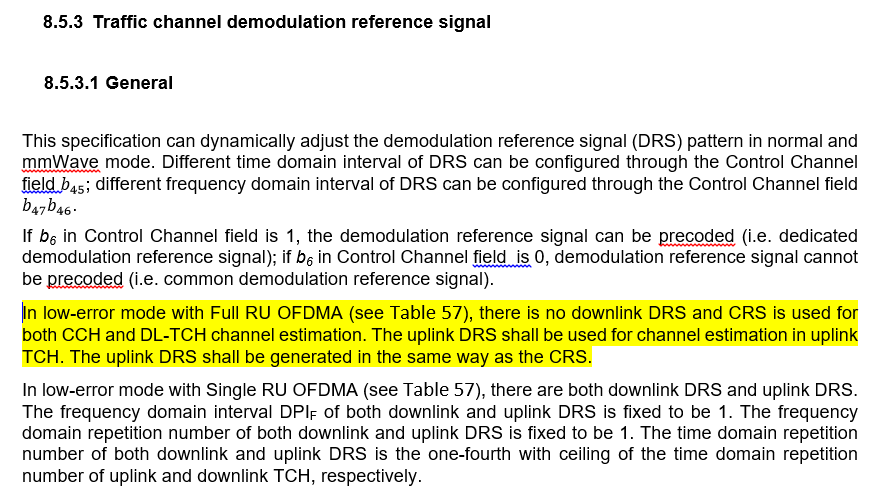 8.5.3 Traffic channel demodulation reference signal
8.5.3.1 General
This specification can dynamically adjust the demodulation reference signal (DRS) pattern in normal and
mmWave mode. Different time domain interval of DRS can be configured through the Control Channel
field b₄₅; different frequency domain interval of DRS can be configured through the Control Channel field
b₄₇b₄₆.
If b₆ in Control Channel field is 1, the demodulation reference signal can be precoded (i.e. dedicated
demodulation reference signal); if b₆ in Control Channel field is 0, demodulation reference signal cannot
be precoded (i.e. common demodulation reference signal).
In low-error mode with Full RU OFDMA (see Table 57), there is no downlink DRS and CRS is used for
both CCH and DL-TCH channel estimation. The uplink DRS shall be used for channel estimation in uplink
TCH. The uplink DRS shall be generated in the same way as the CRS.
In low-error mode with Single RU OFDMA (see Table 57), there are both downlink DRS and uplink DRS.
The frequency domain interval DPI_F of both downlink and uplink DRS is fixed to be 1. The frequency
domain repetition number of both downlink and uplink DRS is fixed to be 1. The time domain repetition
number of both downlink and uplink DRS is the one-fourth with ceiling of the time domain repetition
number of uplink and downlink TCH, respectively.